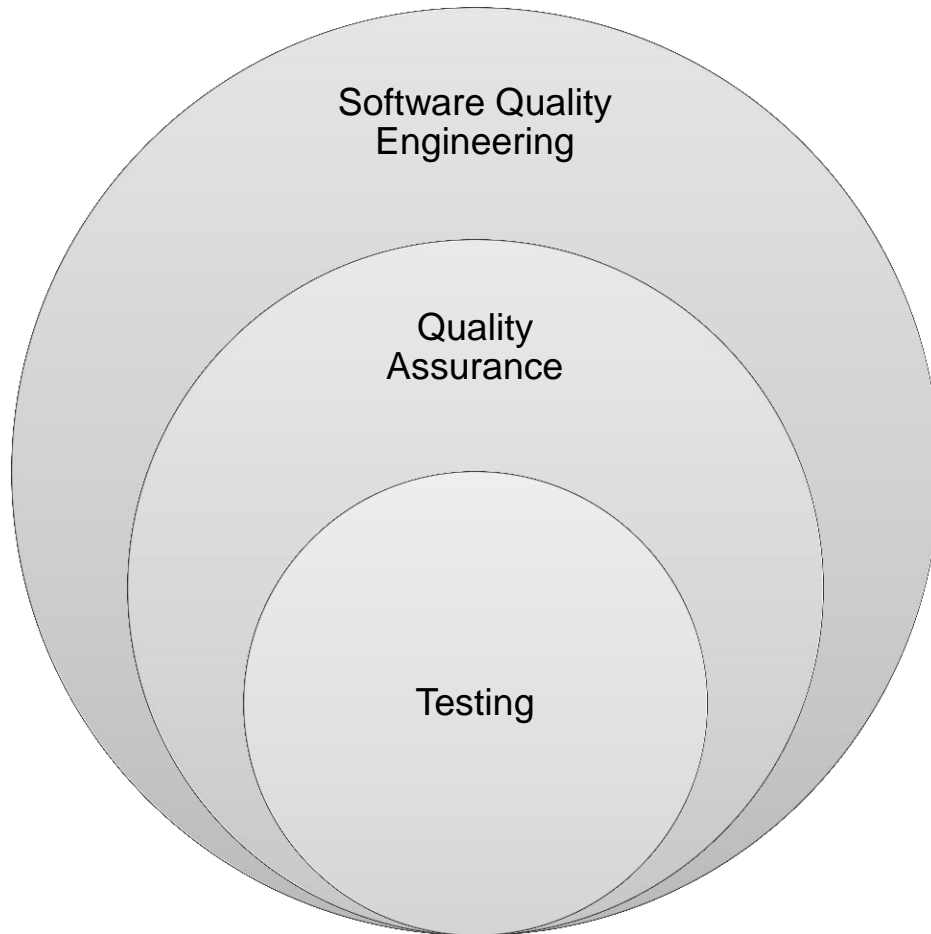 Software Quality
Engineering
Quality
Assurance
Testing